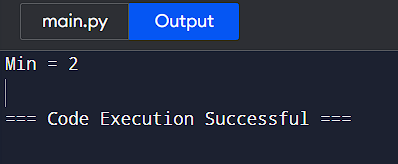 main.py Output
Min = 2
=== Code Execution Successful ===